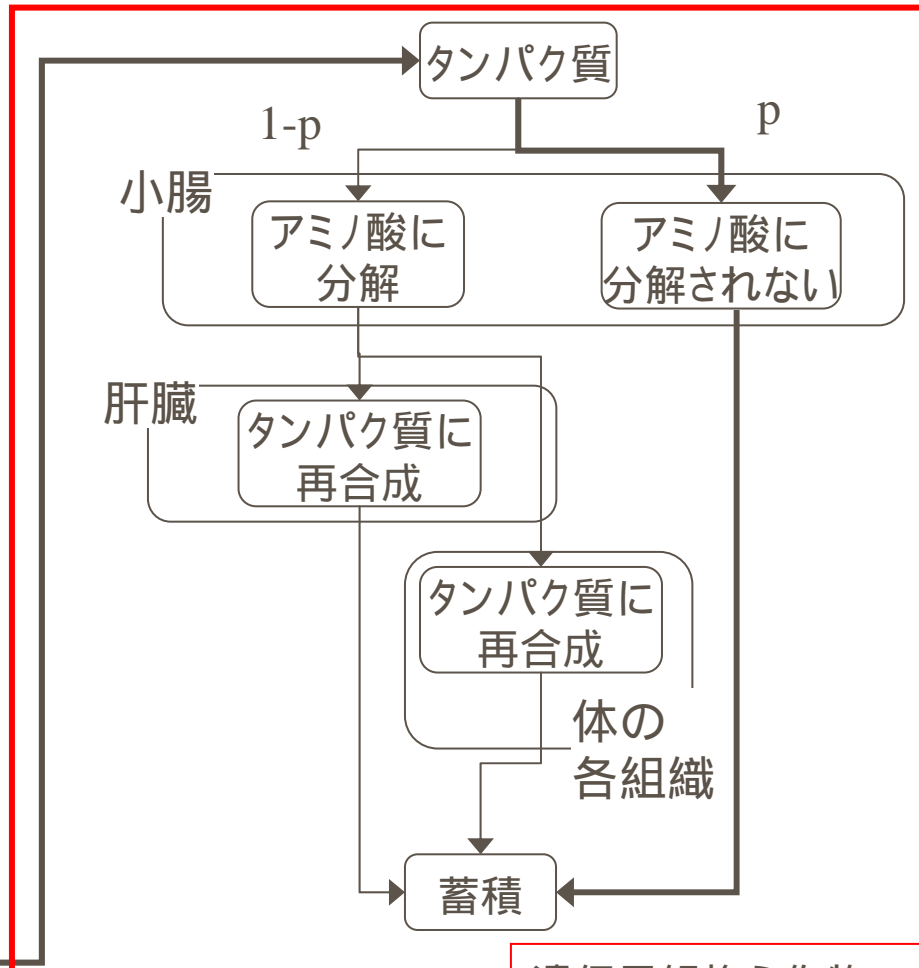 タンパク質
1-p
p
小腸
アミノ酸に
分解
アミノ酸に
分解されない
肝臓
タンパク質に
再合成
タンパク質に
再合成
体の
各組織
蓄積